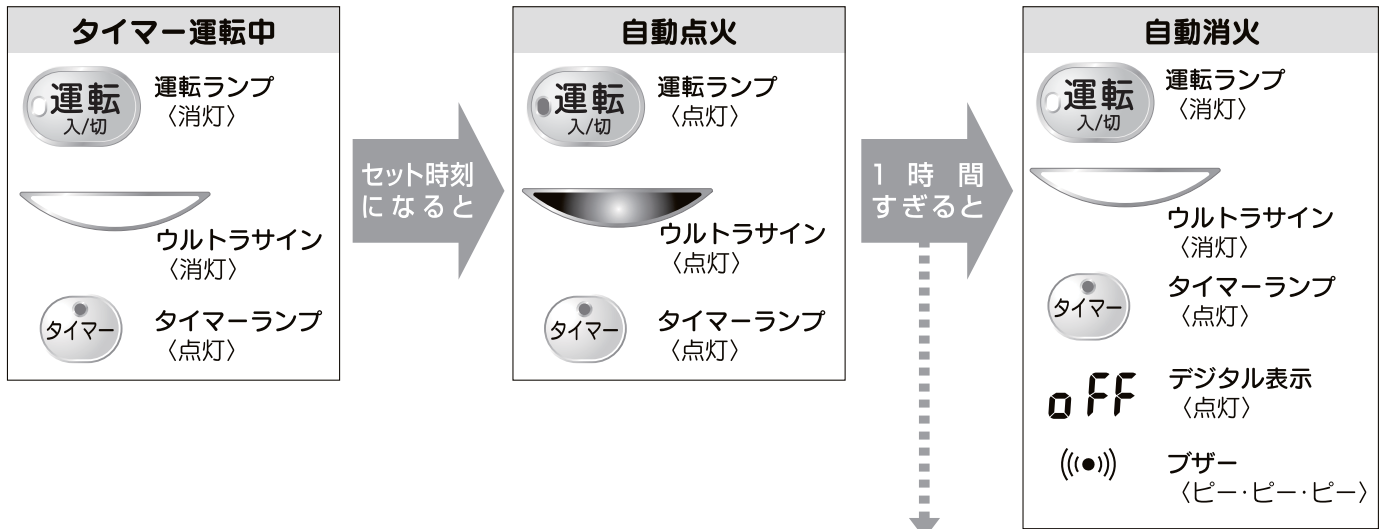 タイマー運転中
運転
入/切
運転ランプ
〈消灯〉
ウルトラサイン
〈消灯〉
タイマー
タイマーランプ
〈点灯〉
セット時刻
になると
自動点火
運転
入/切
運転ランプ
〈点灯〉
ウルトラサイン
〈点灯〉
タイマー
タイマーランプ
〈点灯〉
1時間
すぎると
自動消火
運転
入/切
運転ランプ
〈消灯〉
ウルトラサイン
〈消灯〉
タイマー
タイマーランプ
〈点灯〉
oFF
デジタル表示
〈点灯〉
ブザー
〈ピー・ピー・ピー〉